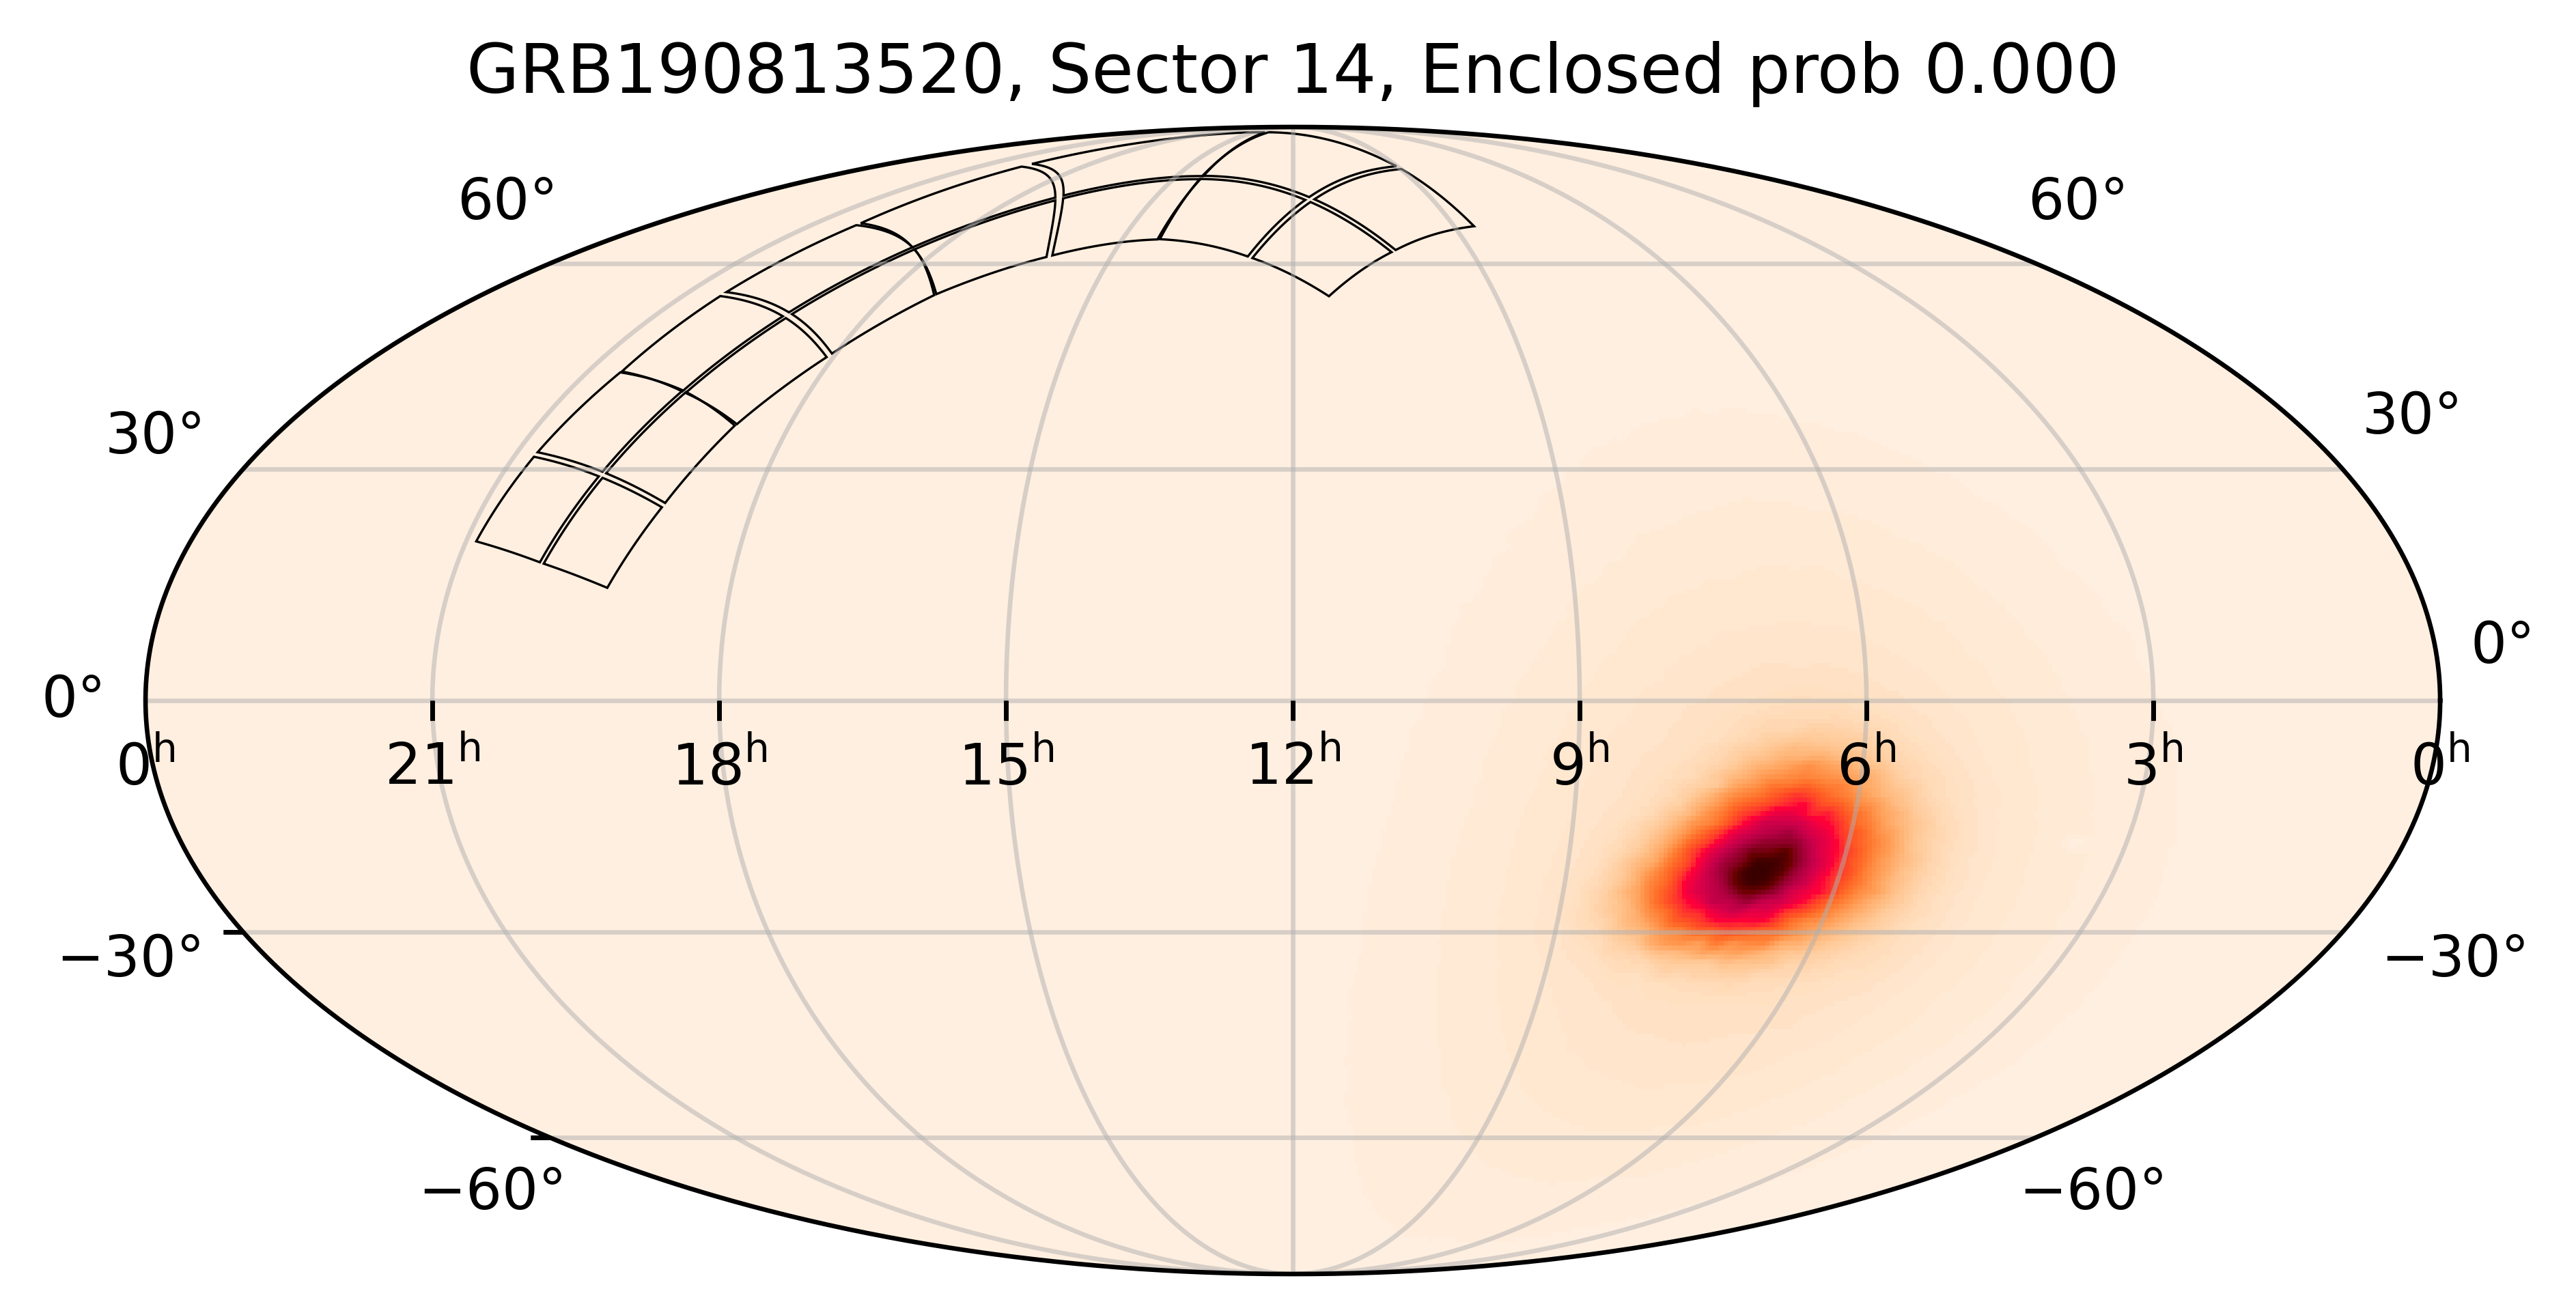 GRB190813520, Sector 14, Enclosed prob 0.000
60° 60°
30° 30°
0° 0°
0h 21h 18h 15h 12h 9h 6h 3h 0h
−30° −30°
−60° −60°